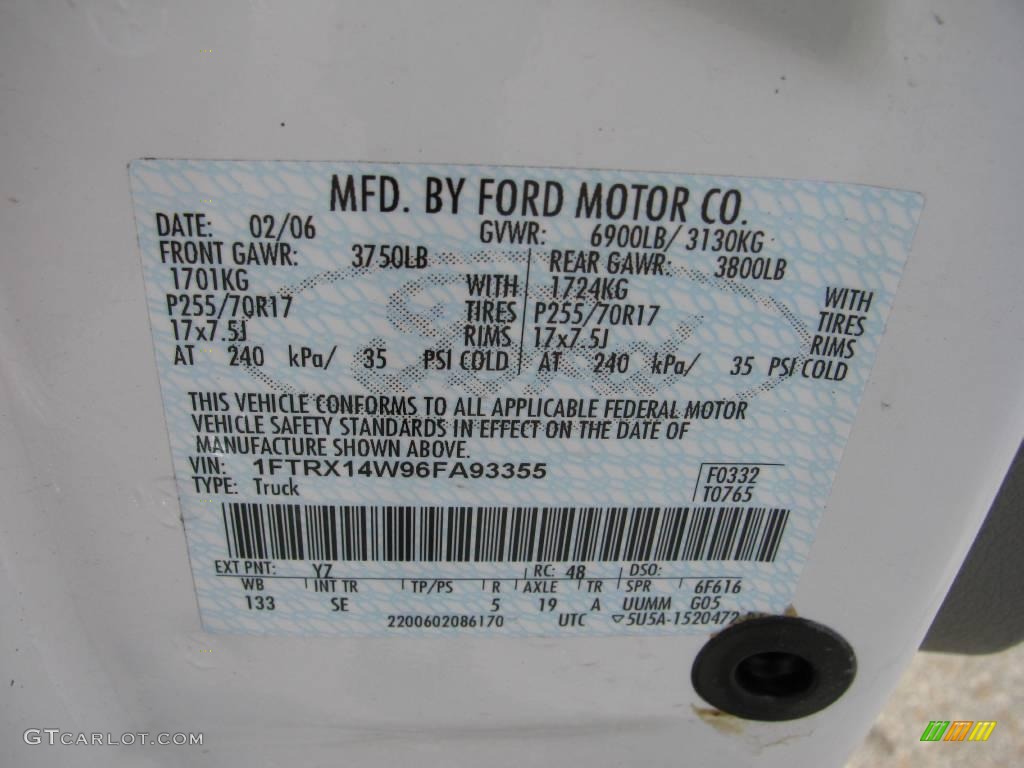 MFD. BY FORD MOTOR CO.
DATE: 02/06 GVWR: 6900LB/ 3130KG
FRONT GAWR: 3750LB REAR GAWR: 3800LB
1701KG WITH 1724KG WITH
P255/70R17 TIRES P255/70R17 TIRES
17x7.5J RIMS 17x7.5J RIMS
AT 240 kPa/ 35 PSI COLD AT 240 kPa/ 35 PSI COLD
THIS VEHICLE CONFORMS TO ALL APPLICABLE FEDERAL MOTOR
VEHICLE SAFETY STANDARDS IN EFFECT ON THE DATE OF
MANUFACTURE SHOWN ABOVE.
VIN: 1FTRX14W96FA93355 F0332
TYPE: Truck T0765
EXT PNT: YZ RC: 48 DSO:
WB INT TR TP/PS R AXLE TR SPR 6F616
133 SE 5 19 A UUMM G05
2200602086170 UTC ▽5U5A-1520472
GTCARLOT.COM